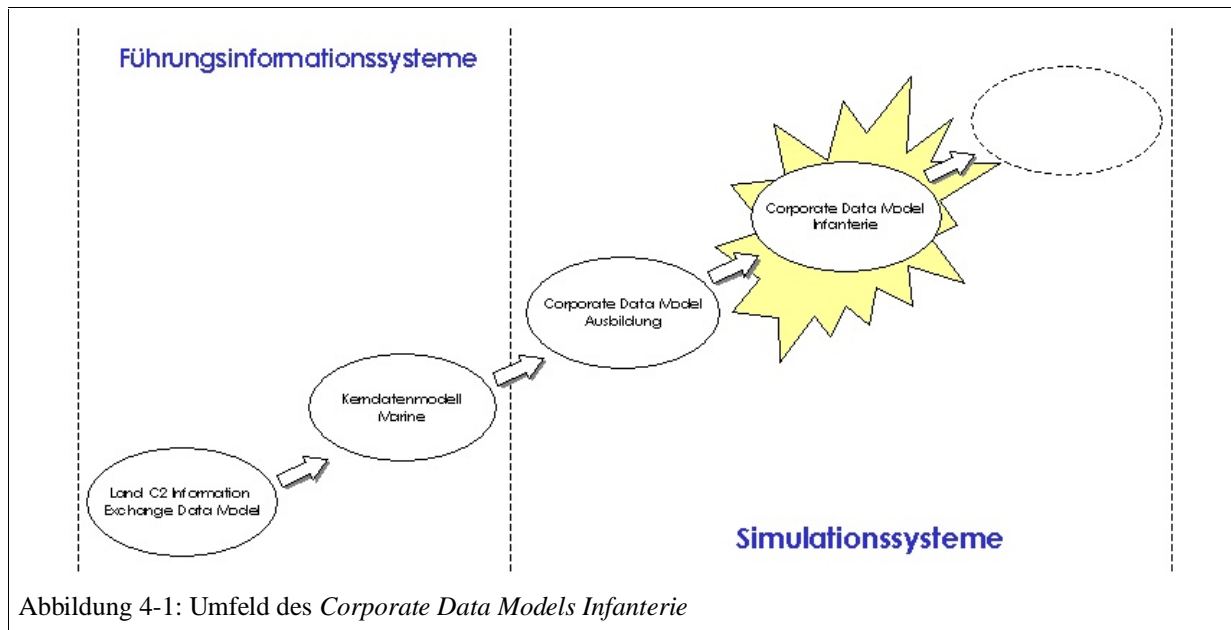 Führungsinformationssysteme
Corporate Data Model
Infanterie
Corporate Data Model
Ausbildung
Kerndatenmodell
Marine
Land C2 Information
Exchange Data Model
Simulationssysteme
Abbildung 4-1: Umfeld des Corporate Data Models Infanterie